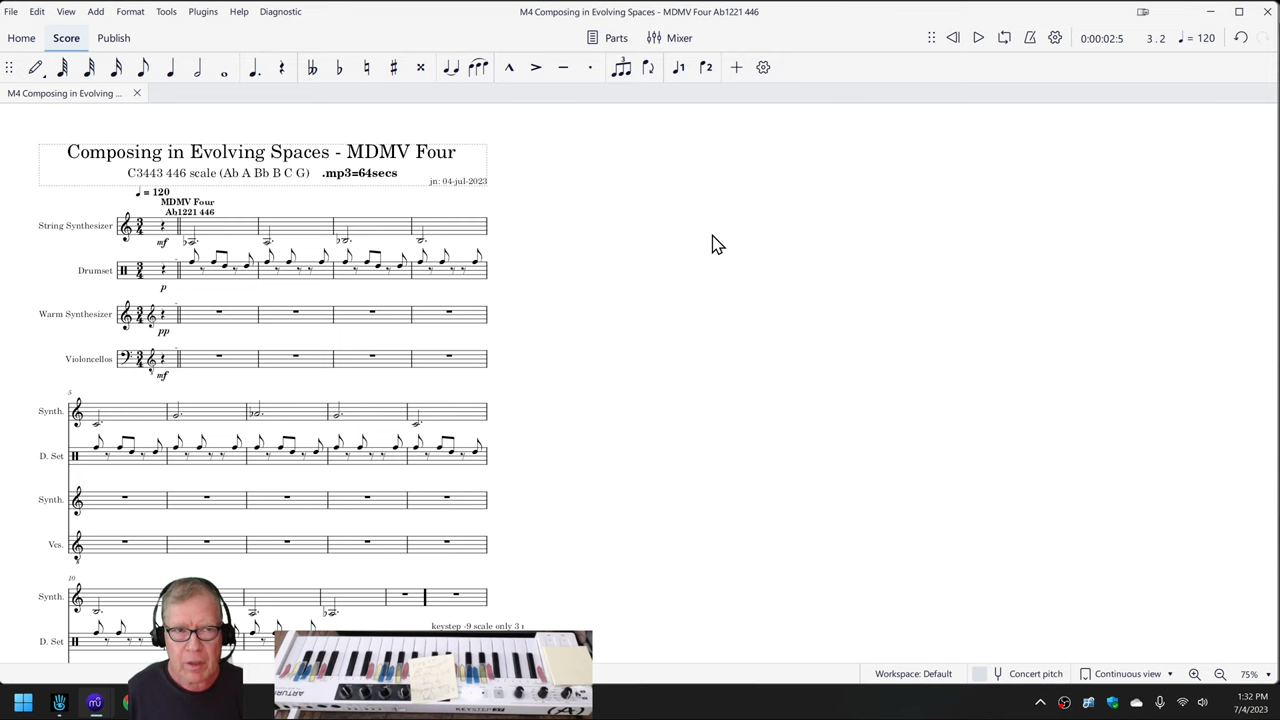 File Edit View Add Format Tools Plugins Help Diagnostic
M4 Composing in Evolving Spaces - MDMV Four Ab1221 446
Home Score Publish
Parts Mixer
0:00:02:5 3 . 2 = 120
1 2
M4 Composing in Evolving ...
Composing in Evolving Spaces - MDMV Four
C3443 446 scale (Ab A Bb B C G) .mp3=64secs
jn: 04-jul-2023
= 120
MDMV Four
Ab1221 446
String Synthesizer
mf
Drumset
p
Warm Synthesizer
pp
Violoncellos
mf
5
Synth.
D. Set
Synth.
Vcs.
10
Synth.
keystep -9 scale only 3
D. Set
ARTURIA
KEYSTEP 37
Workspace: Default Concert pitch Continuous view 75%
1:32 PM
7/4/2023